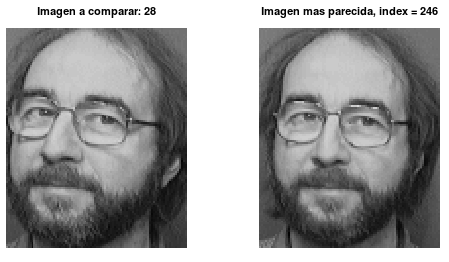 Imagen a comparar: 28
Imagen mas parecida, index = 246